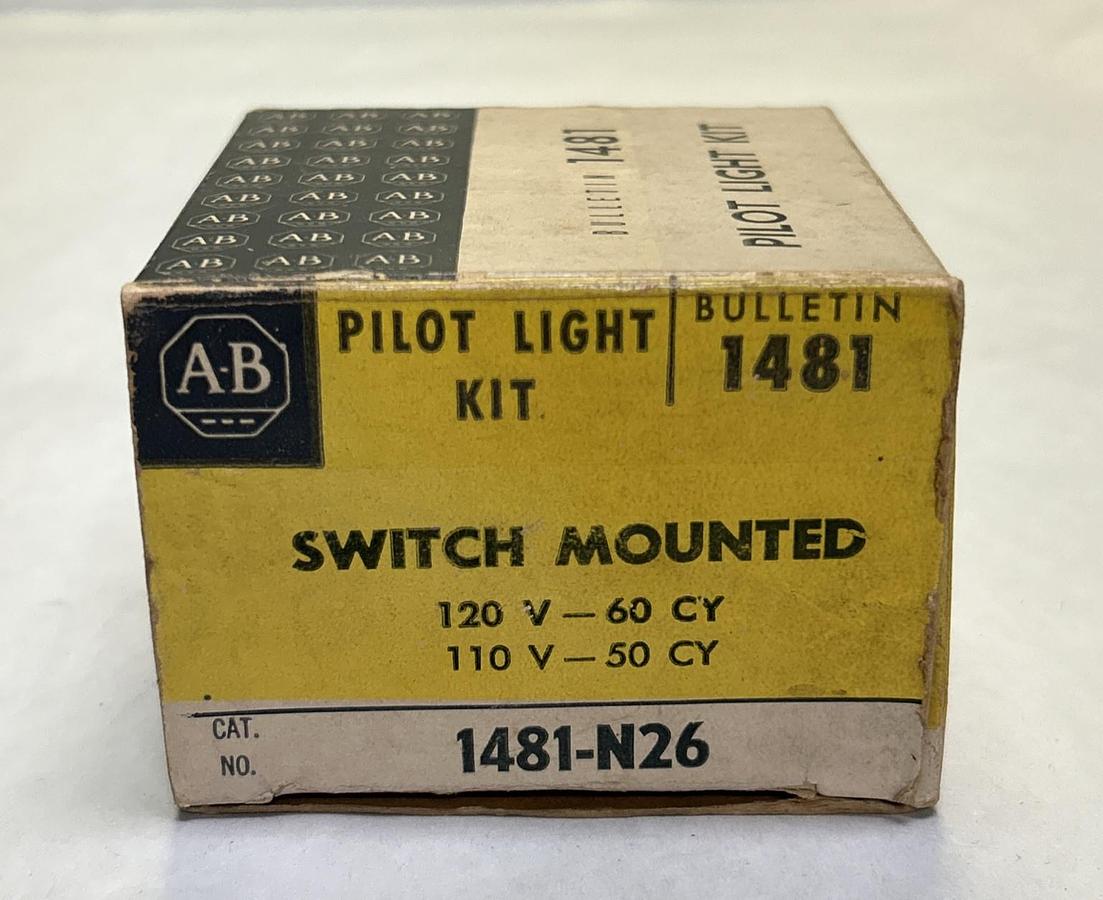 AB AB AB
AB AB AB
AB AB AB
AB AB AB
AB AB AB
AB AB AB
AB AB AB
AB AB AB
AB AB AB
BULLETIN 1481
PILOT LIGHT KIT
A-B
PILOT LIGHT
KIT
BULLETIN
1481
SWITCH MOUNTED
120 V — 60 CY
110 V — 50 CY
CAT.
NO.
1481-N26